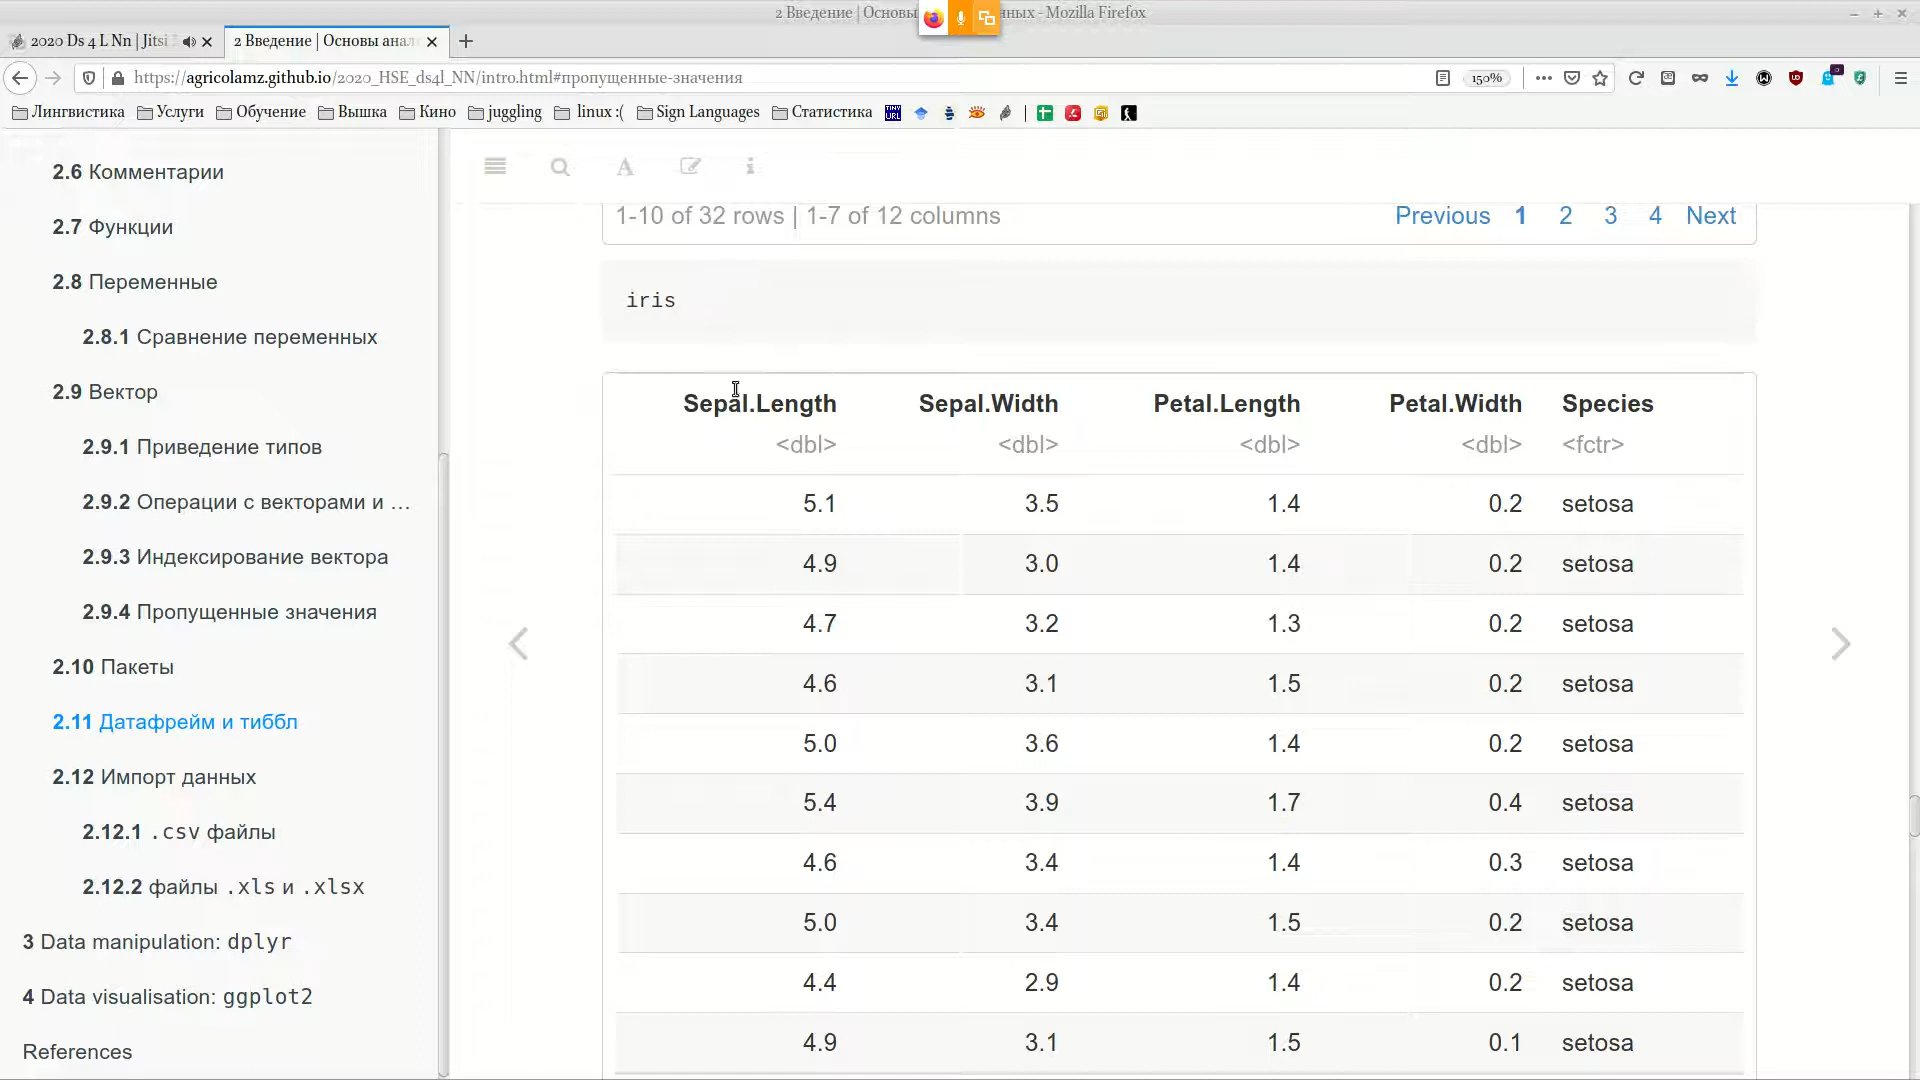 2 Введение | Основы
нных - Mozilla Firefox
2020 Ds 4 L Nn | Jitsi
2 Введение | Основы анал
https://agricolamz.github.io/2020_HSE_ds4l_NN/intro.html#пропущенные-значения
150%
Лингвистика Услуги Обучение Вышка Кино juggling linux :( Sign Languages Статистика TINY URL
2.6 Комментарии
2.7 Функции
2.8 Переменные
2.8.1 Сравнение переменных
2.9 Вектор
2.9.1 Приведение типов
2.9.2 Операции с векторами и …
2.9.3 Индексирование вектора
2.9.4 Пропущенные значения
2.10 Пакеты
2.11 Датафрейм и тиббл
2.12 Импорт данных
2.12.1 .csv файлы
2.12.2 файлы .xls и .xlsx
3 Data manipulation: dplyr
4 Data visualisation: ggplot2
References
1-10 of 32 rows | 1-7 of 12 columns Previous 1 2 3 4 Next
iris
Sepal.Length Sepal.Width Petal.Length Petal.Width Species
<dbl> <dbl> <dbl> <dbl> <fctr>
5.1 3.5 1.4 0.2 setosa
4.9 3.0 1.4 0.2 setosa
4.7 3.2 1.3 0.2 setosa
4.6 3.1 1.5 0.2 setosa
5.0 3.6 1.4 0.2 setosa
5.4 3.9 1.7 0.4 setosa
4.6 3.4 1.4 0.3 setosa
5.0 3.4 1.5 0.2 setosa
4.4 2.9 1.4 0.2 setosa
4.9 3.1 1.5 0.1 setosa